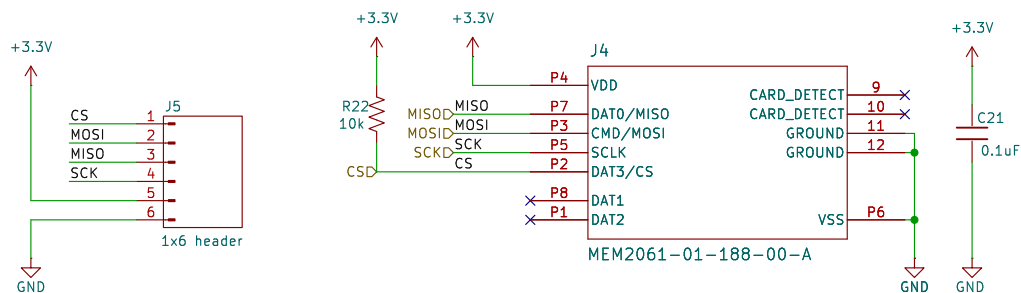 +3.3V
J5
CS 1
MOSI 2
MISO 3
SCK 4
5
6
1x6 header
GND
+3.3V
+3.3V
R22
10k
MISO MISO
MOSI MOSI
SCK SCK
CS CS
J4
P4 VDD
P7 DAT0/MISO
P3 CMD/MOSI
P5 SCLK
P2 DAT3/CS
P8 DAT1
P1 DAT2
CARD_DETECT 9
CARD_DETECT 10
GROUND 11
GROUND 12
VSS P6
MEM2061-01-188-00-A
GND
+3.3V
C21
0.1uF
GND